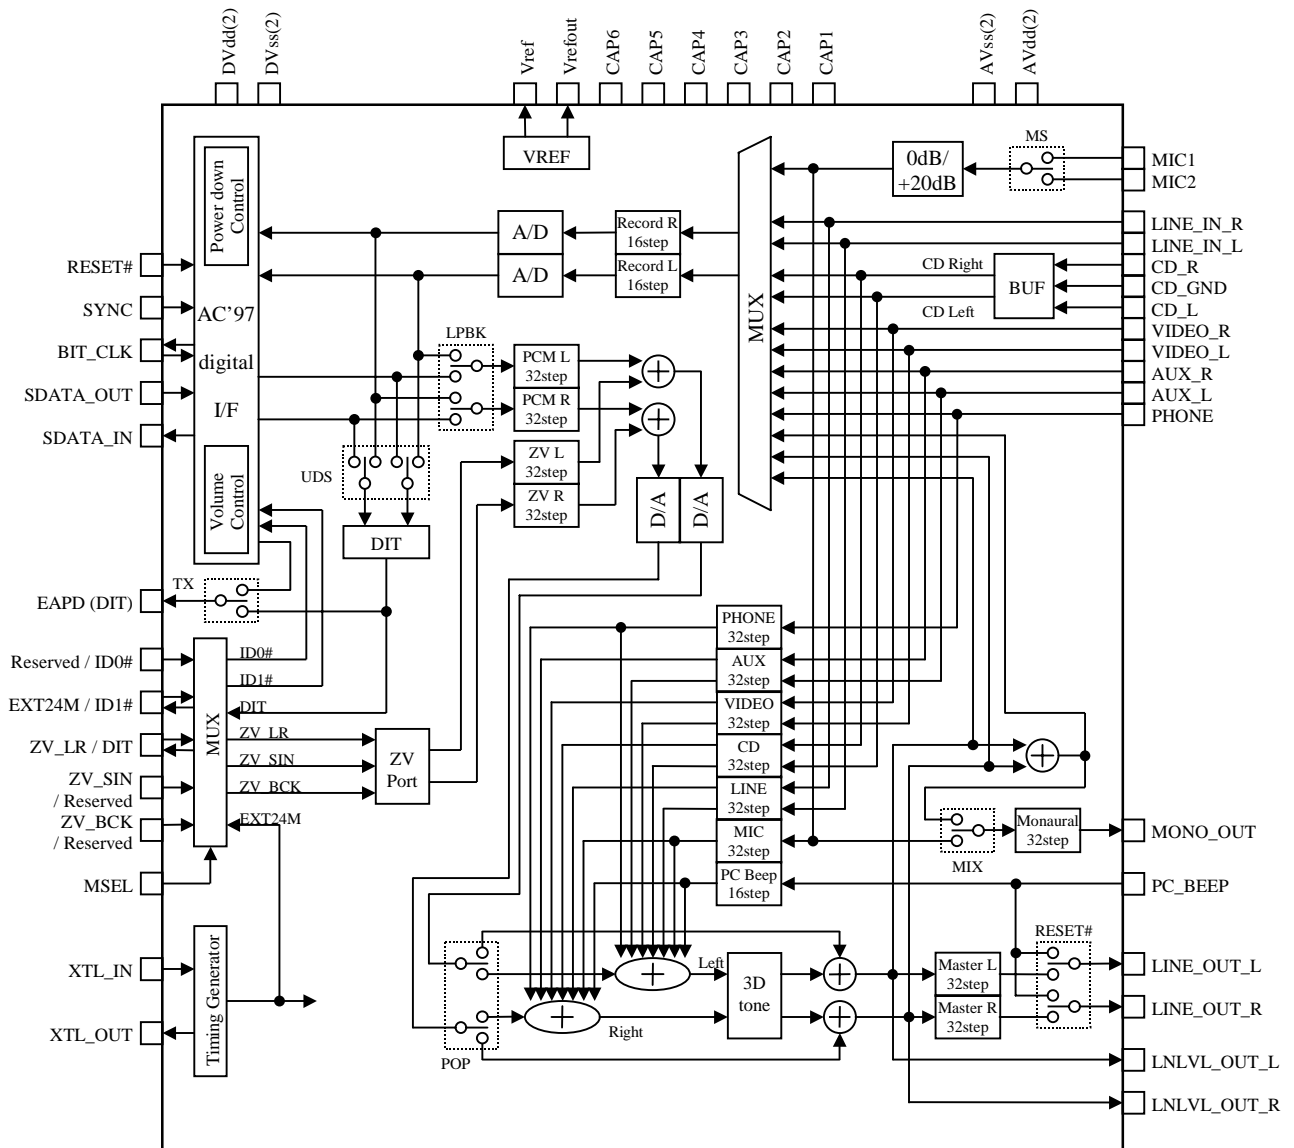 DVdd(2)
DVss(2)
Vref
Vrefout
CAP6
CAP5
CAP4
CAP3
CAP2
CAP1
AVss(2)
AVdd(2)
VREF
MS
0dB/
+20dB
MIC1
MIC2
Power down
Control
A/D
Record R
16step
LINE_IN_R
LINE_IN_L
RESET#
A/D
Record L
16step
CD Right
BUF
CD_R
CD_GND
CD_L
CD Left
SYNC
AC'97
digital
I/F
MUX
VIDEO_R
VIDEO_L
BIT_CLK
LPBK
PCM L
32step
AUX_R
AUX_L
SDATA_OUT
PCM R
32step
PHONE
SDATA_IN
Volume
Control
UDS
ZV L
32step
ZV R
32step
D/A
D/A
DIT
TX
EAPD (DIT)
PHONE
32step
Reserved / ID0#
ID0#
AUX
32step
ID1#
EXT24M / ID1#
DIT
VIDEO
32step
MUX
ZV_LR / DIT
ZV_LR
CD
32step
ZV_SIN
ZV
Port
ZV_SIN
/ Reserved
ZV_BCK
LINE
32step
ZV_BCK
/ Reserved
EXT24M
MIC
32step
Monaural
32step
MONO_OUT
MIX
MSEL
PC Beep
16step
PC_BEEP
RESET#
XTL_IN
Timing Generator
Left
3D
tone
Master L
32step
LINE_OUT_L
XTL_OUT
Right
Master R
32step
LINE_OUT_R
POP
LNLVL_OUT_L
LNLVL_OUT_R